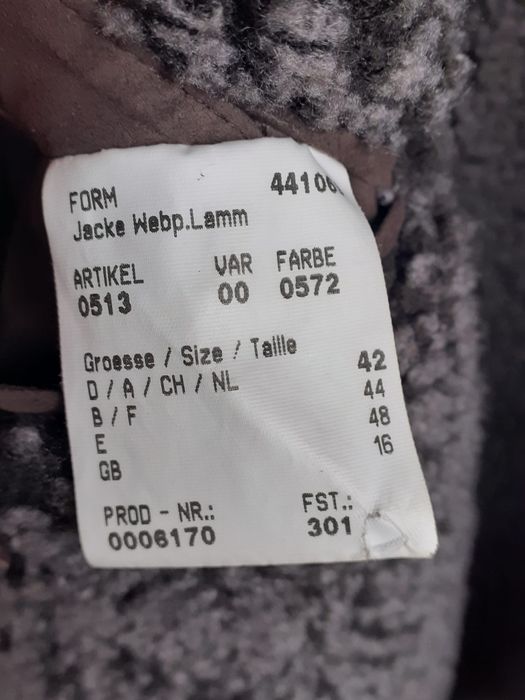 FORM 44106
Jacke Webp.Lamm
ARTIKEL VAR FARBE
0513 00 0572
Groesse / Size / Taille 42
D / A / CH / NL 44
B / F 48
E 16
GB
PROD - NR.: FST.:
0006170 301